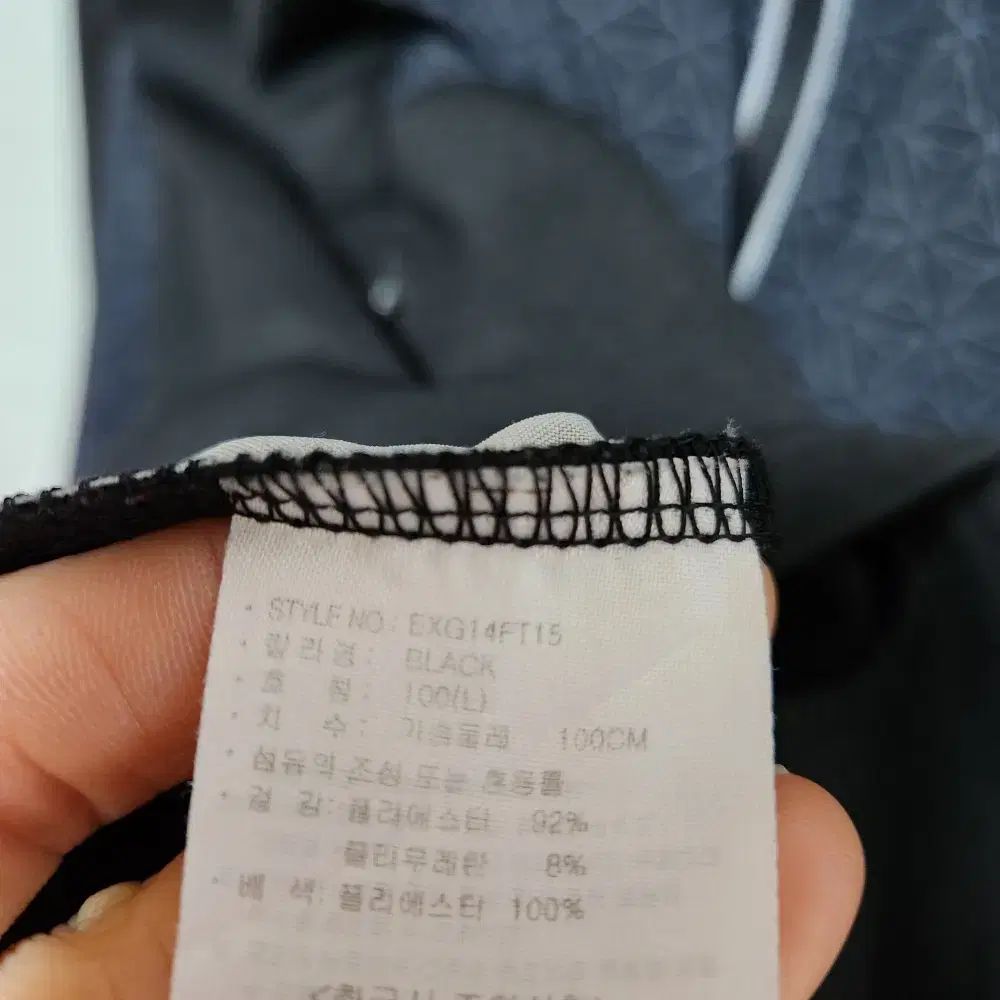 · STYLE NO : EXG14FT15
· 칼 라 명 : BLACK
· 호 칭 : 100(L)
· 치 수 : 가슴둘레 100CM
· 섬유의 조성 또는 혼용률
· 겉 감 : 폴리에스터 92%
폴리우레탄 8%
· 배 색 : 폴리에스터 100%